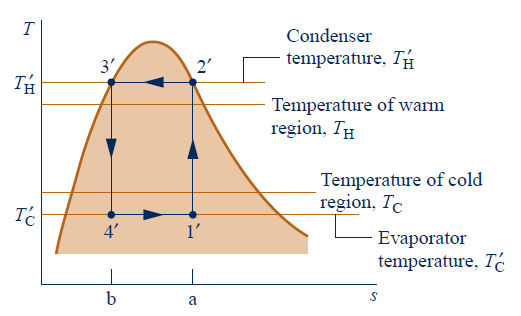 T
Condenser
temperature, T′H
3′
2′
T′H
Temperature of warm
region, TH
Temperature of cold
region, TC
T′C
4′
1′
Evaporator
temperature, T′C
b
a
s